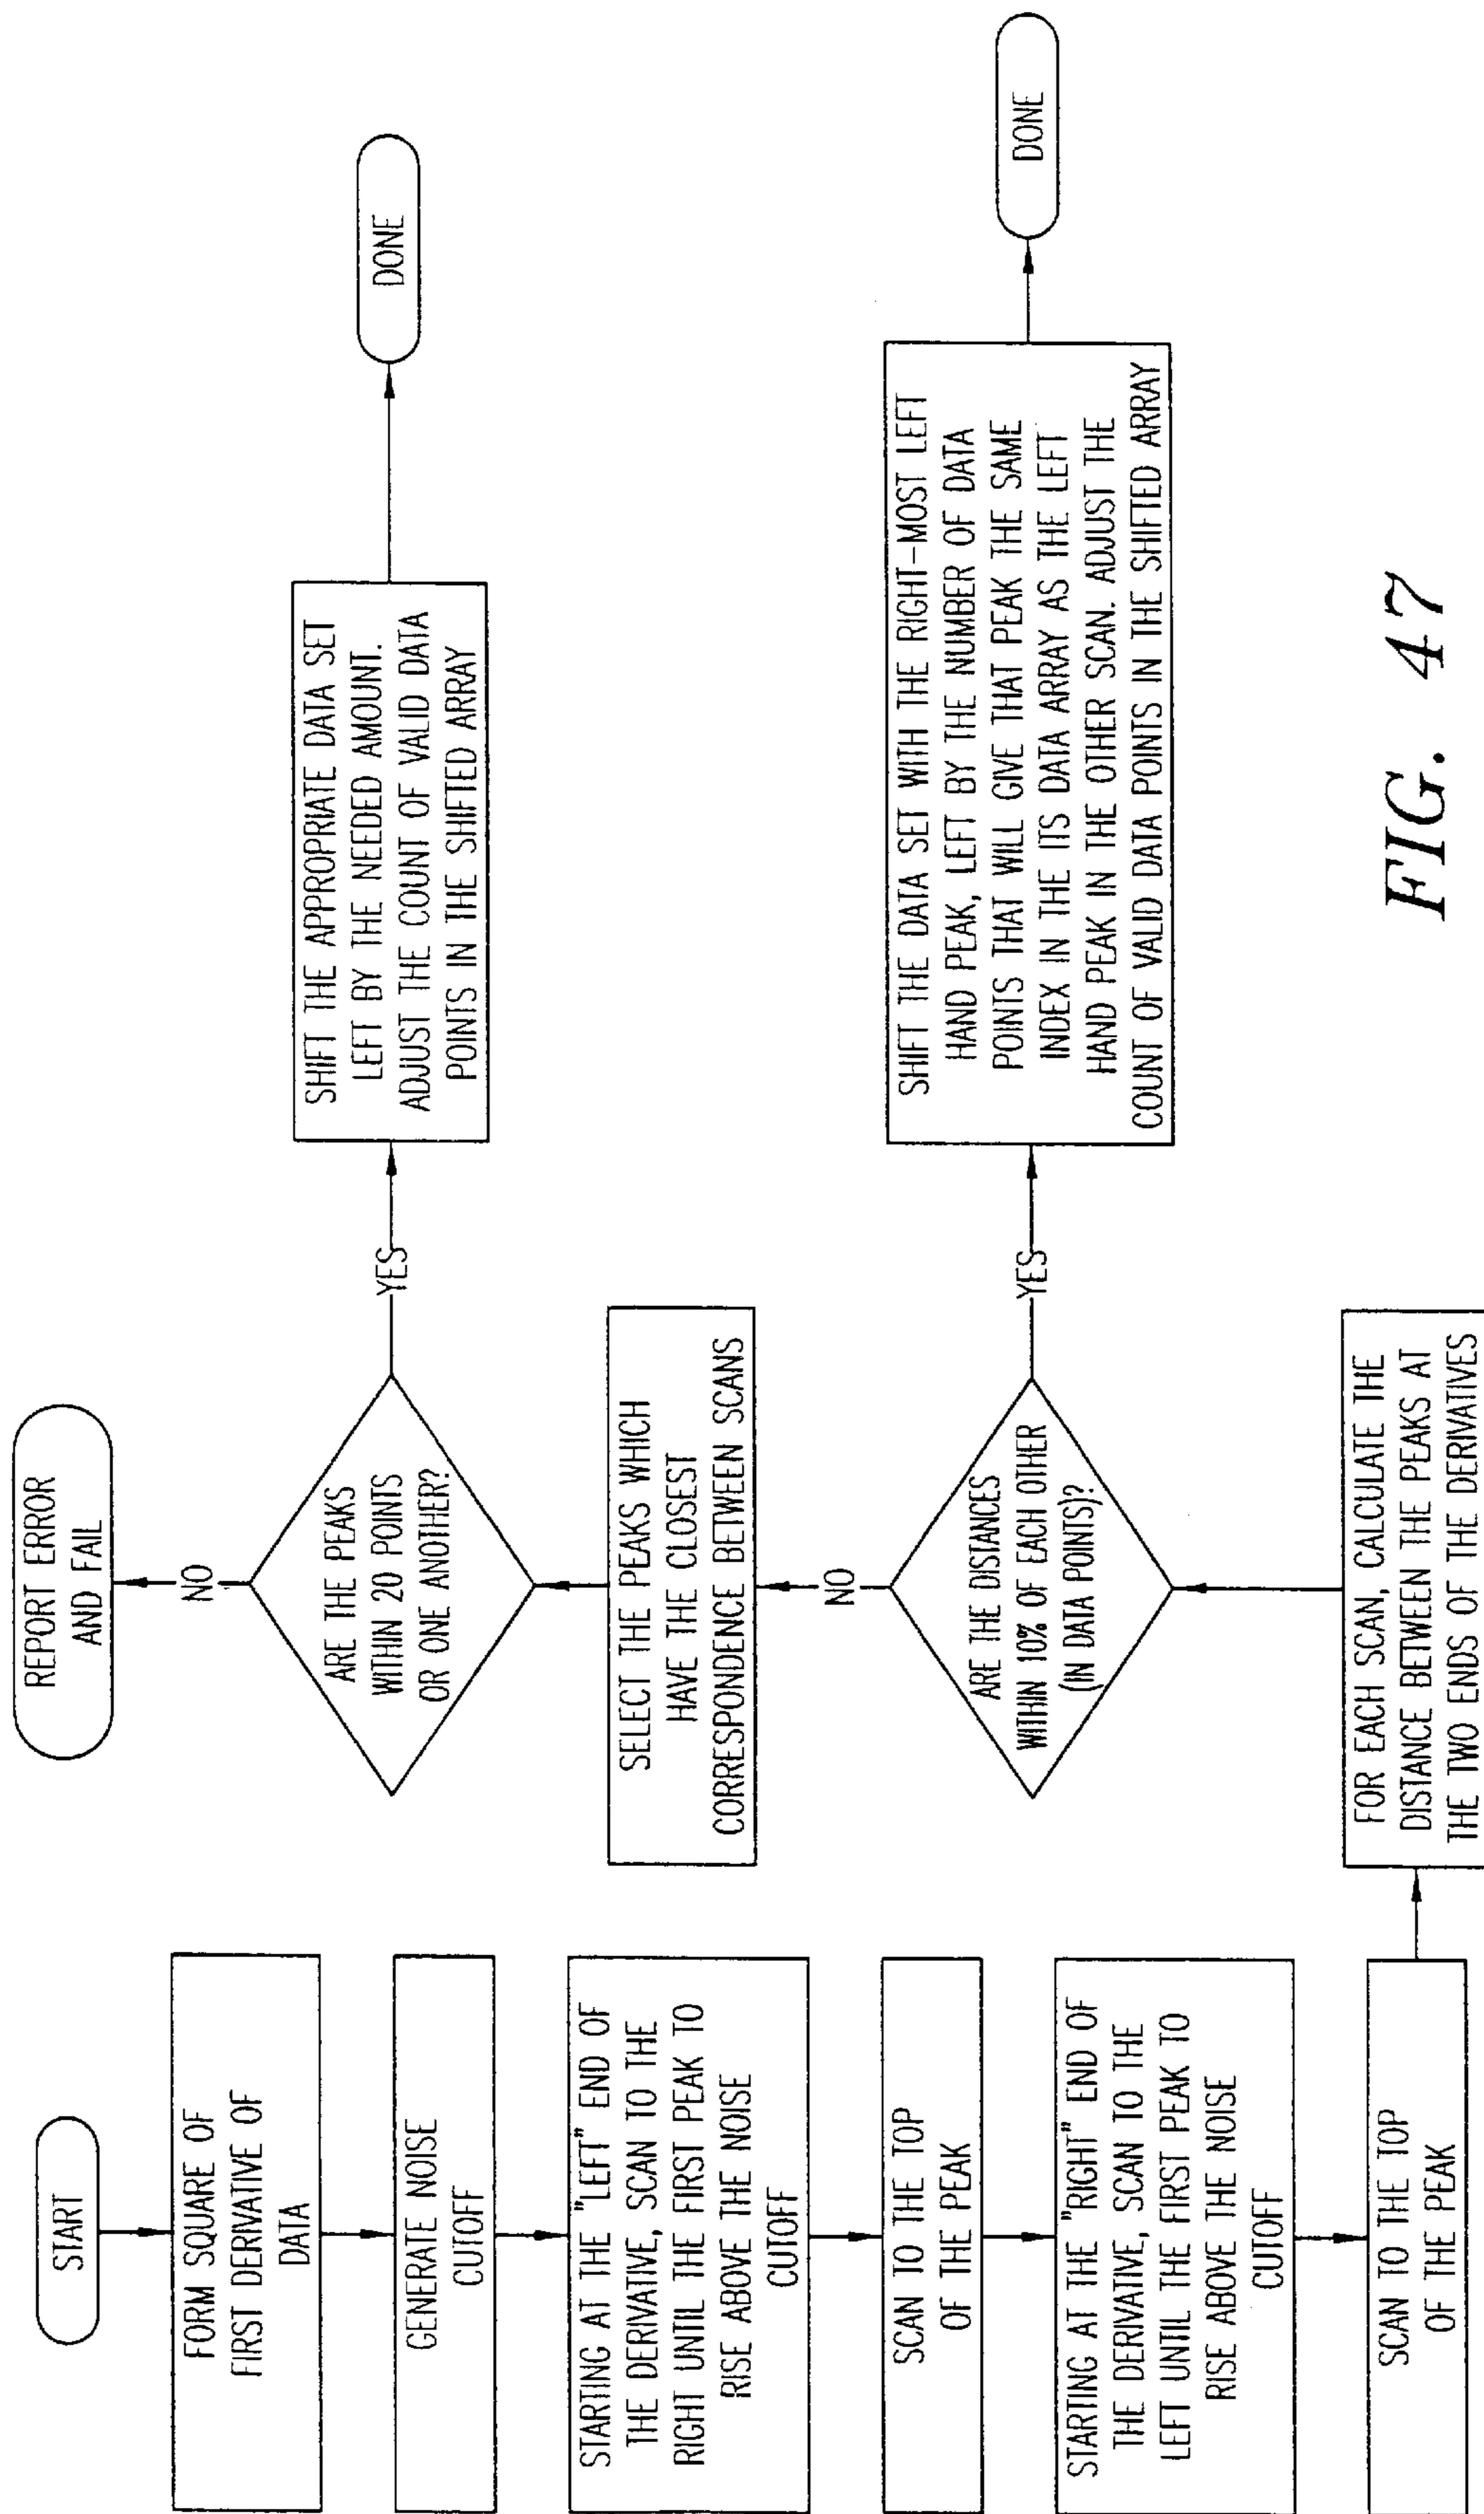 START
FORM SQUARE OF
FIRST DERIVATIVE OF
DATA
GENERATE NOISE
CUTOFF
STARTING AT THE "LEFT" END OF
THE DERIVATIVE, SCAN TO THE
RIGHT UNTIL THE FIRST PEAK TO
RISE ABOVE THE NOISE
CUTOFF
SCAN TO THE TOP
OF THE PEAK
STARTING AT THE "RIGHT" END OF
THE DERIVATIVE, SCAN TO THE
LEFT UNTIL THE FIRST PEAK TO
RISE ABOVE THE NOISE
CUTOFF
SCAN TO THE TOP
OF THE PEAK
FOR EACH SCAN, CALCULATE THE
DISTANCE BETWEEN THE PEAKS AT
THE TWO ENDS OF THE DERIVATIVES
ARE THE DISTANCES
WITHIN 10% OF EACH OTHER
(IN DATA POINTS)?
NO
SELECT THE PEAKS WHICH
HAVE THE CLOSEST
CORRESPONDENCE BETWEEN SCANS
ARE THE PEAKS
WITHIN 20 POINTS
OR ONE ANOTHER?
NO
REPORT ERROR
AND FAIL
YES
SHIFT THE APPROPRIATE DATA SET
LEFT BY THE NEEDED AMOUNT.
ADJUST THE COUNT OF VALID DATA
POINTS IN THE SHIFTED ARRAY
DONE
YES
SHIFT THE DATA SET WITH THE RIGHT-MOST LEFT
HAND PEAK, LEFT BY THE NUMBER OF DATA
POINTS THAT WILL GIVE THAT PEAK THE SAME
INDEX IN THE ITS DATA ARRAY AS THE LEFT
HAND PEAK IN THE OTHER SCAN. ADJUST THE
COUNT OF VALID DATA POINTS IN THE SHIFTED ARRAY
DONE
FIG. 47